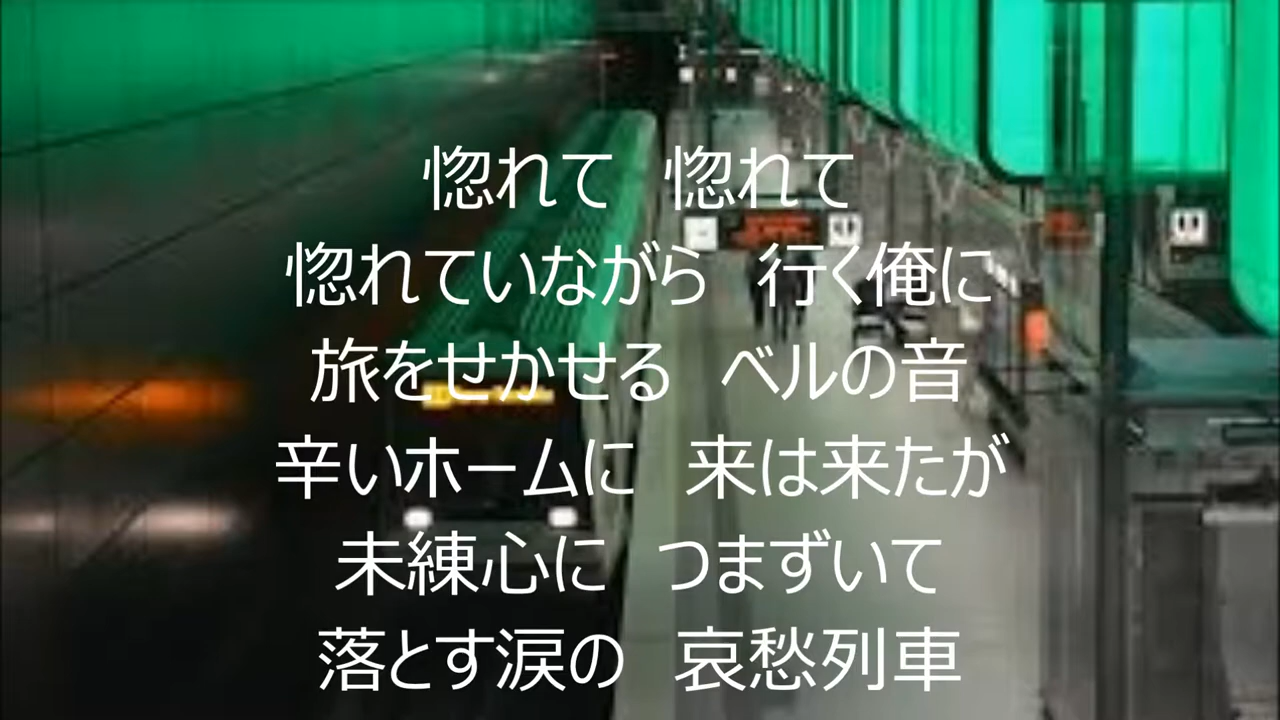 惚れて　惚れて
惚れていながら　行く俺に
旅をせかせる　ベルの音
辛いホームに　来は来たが
未練心に　つまずいて
落とす涙の　哀愁列車